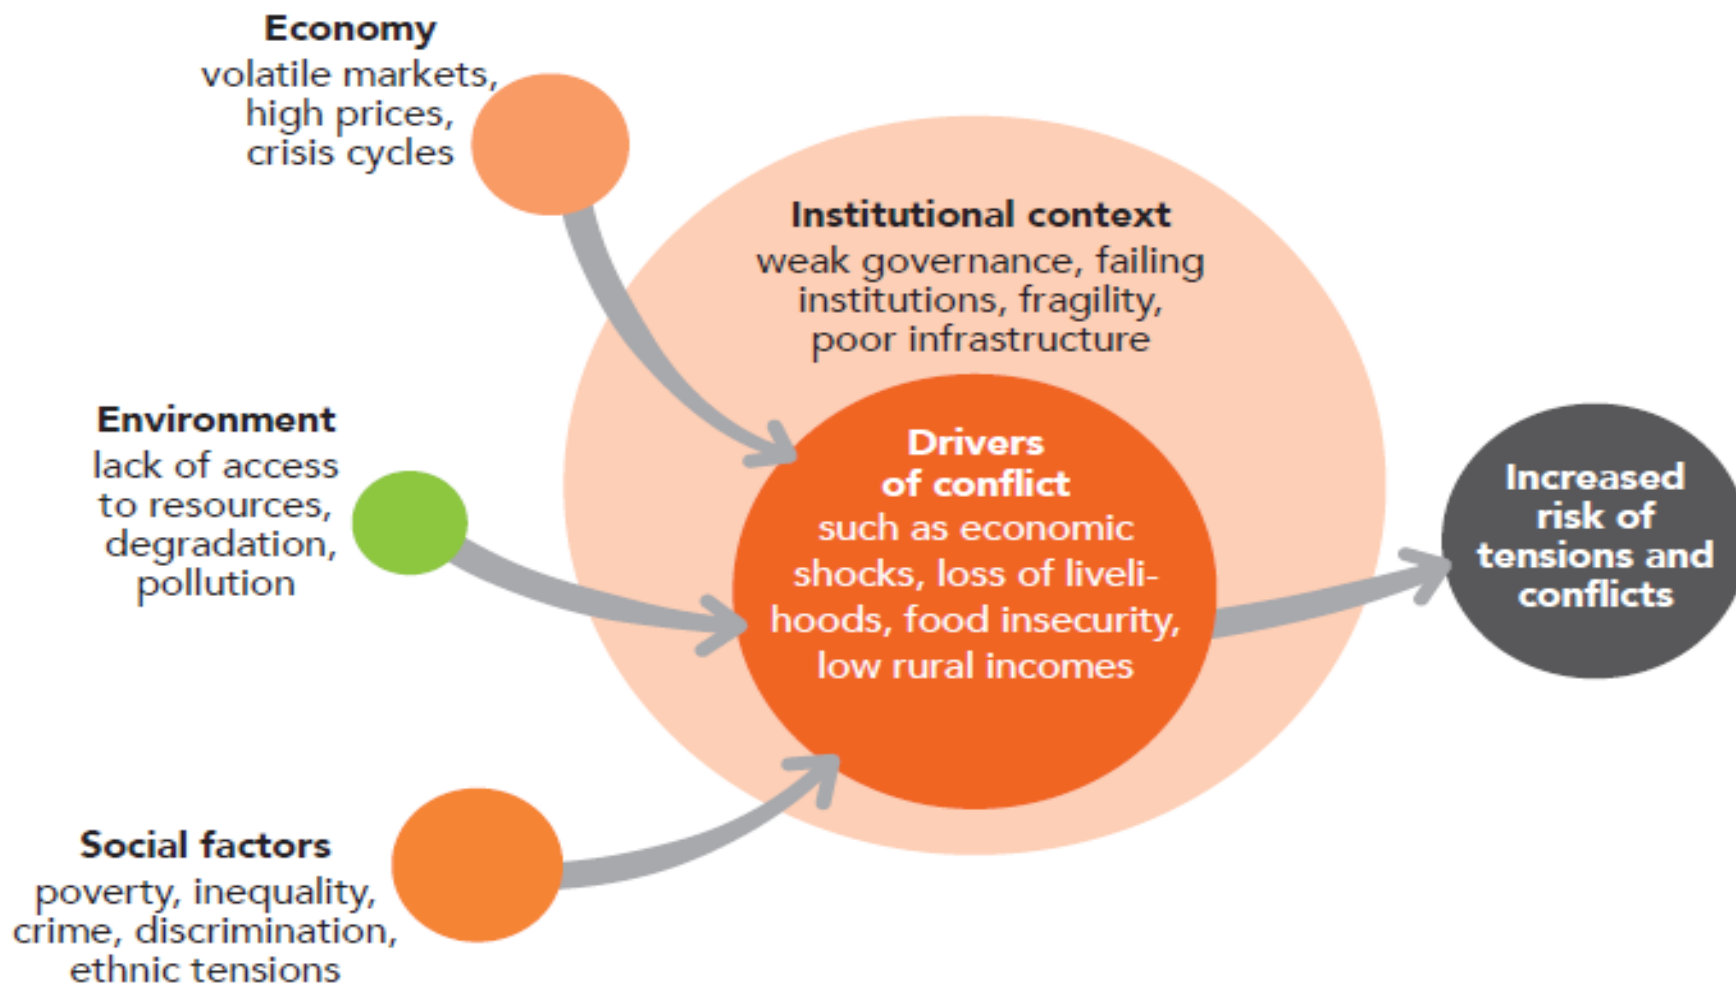 Economy
volatile markets,
high prices,
crisis cycles
Institutional context
weak governance, failing
institutions, fragility,
poor infrastructure
Environment
lack of access
to resources,
degradation,
pollution
Drivers
of conflict
such as economic
shocks, loss of liveli-
hoods, food insecurity,
low rural incomes
Increased
risk of
tensions and
conflicts
Social factors
poverty, inequality,
crime, discrimination,
ethnic tensions